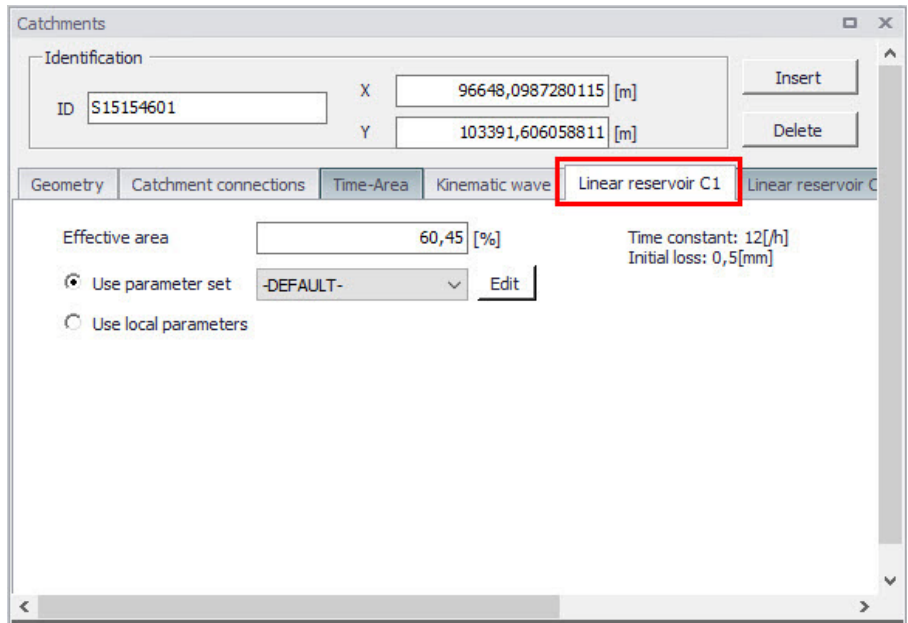 Catchments
Identification
ID S15154601
X 96648,0987280115 [m]
Y 103391,606058811 [m]
Insert
Delete
Geometry Catchment connections Time-Area Kinematic wave Linear reservoir C1 Linear reservoir C
Effective area 60,45 [%]
Time constant: 12[/h]
Initial loss: 0,5[mm]
Use parameter set -DEFAULT- Edit
Use local parameters